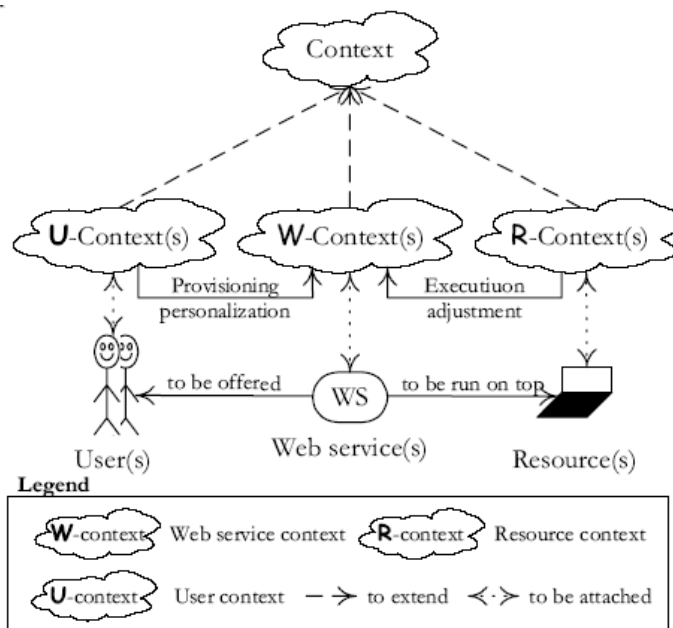 Context
U-Context(s) W-Context(s) R-Context(s)
Provisioning Executiuon
personalization adjustment
to be offered WS to be run on top
User(s) Web service(s) Resource(s)
Legend
W-context Web service context R-context Resource context
U-context User context to extend to be attached